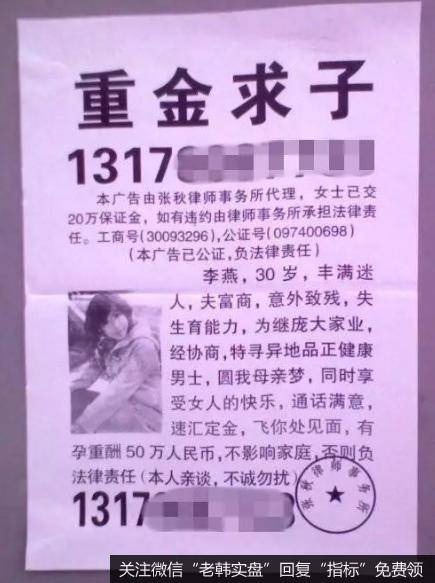 重金求子
1317
本广告由张秋律师事务所代理，女士已交
20万保证金，如有违约由律师事务所承担法律责
任。工商号(30093296),公证号(097400698)
(本广告已公证,负法律责任)
李燕，30岁，丰满迷
人，夫富商，意外致残，失
生育能力，为继庞大家业，
经协商，特寻异地品正健康
男士，圆我母亲梦，同时享
受女人的快乐，通话满意，
速汇定金，飞你处见面，有
孕重酬50万人民币,不影响家庭,否则负
法律责任(本人亲谈，不诚勿扰)
张秋律师事务所
1317
关注微信“老韩实盘”回复“指标”免费领